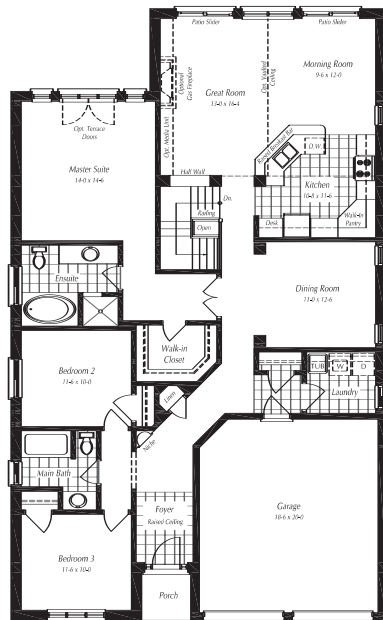 Patio Slider
Patio Slider
Morning Room
9-6 x 12-0
Great Room
13-0 x 16-4
Optional
Gas Fireplace
Opt. Vaulted
Ceiling
Opt. Media Unit
Raised Breakfast Bar
D.W.
Opt. Terrace
Doors
Master Suite
14-0 x 14-6
Half Wall
Dn.
Railing
Open
Kitchen
10-8 x 11-6
Desk
Walk-in
Pantry
Ensuite
Dining Room
11-0 x 12-6
Walk-in
Closet
Bedroom 2
11-6 x 10-0
Linen
TUB
W
D
Laundry
Main Bath
Niche
Foyer
Raised Ceiling
Garage
18-6 x 20-0
Bedroom 3
11-6 x 10-0
Porch